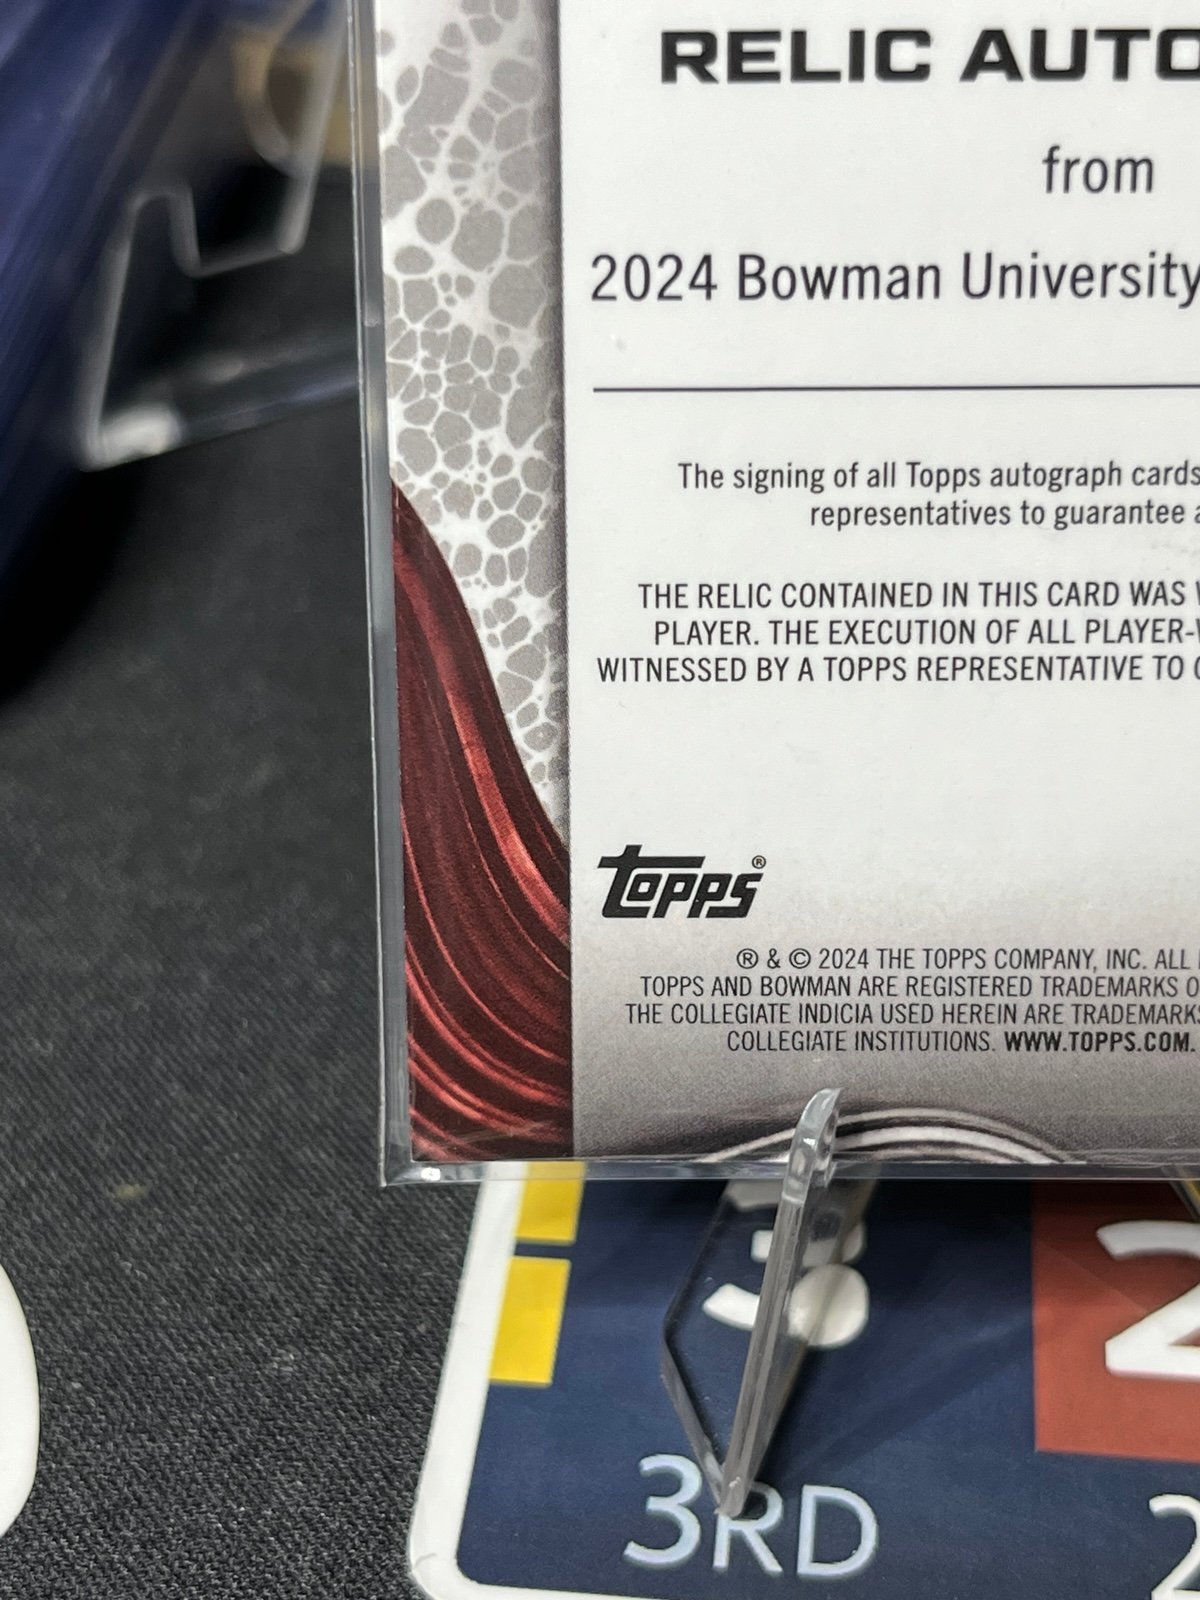 RELIC AUTO
from
2024 Bowman University
The signing of all Topps autograph cards
representatives to guarantee
THE RELIC CONTAINED IN THIS CARD WAS
PLAYER. THE EXECUTION OF ALL PLAYER-
WITNESSED BY A TOPPS REPRESENTATIVE TO
Topps®
® & © 2024 THE TOPPS COMPANY, INC. ALL
TOPPS AND BOWMAN ARE REGISTERED TRADEMARKS
THE COLLEGIATE INDICIA USED HEREIN ARE TRADEMARKS
COLLEGIATE INSTITUTIONS. WWW.TOPPS.COM.
3 2
3RD 2